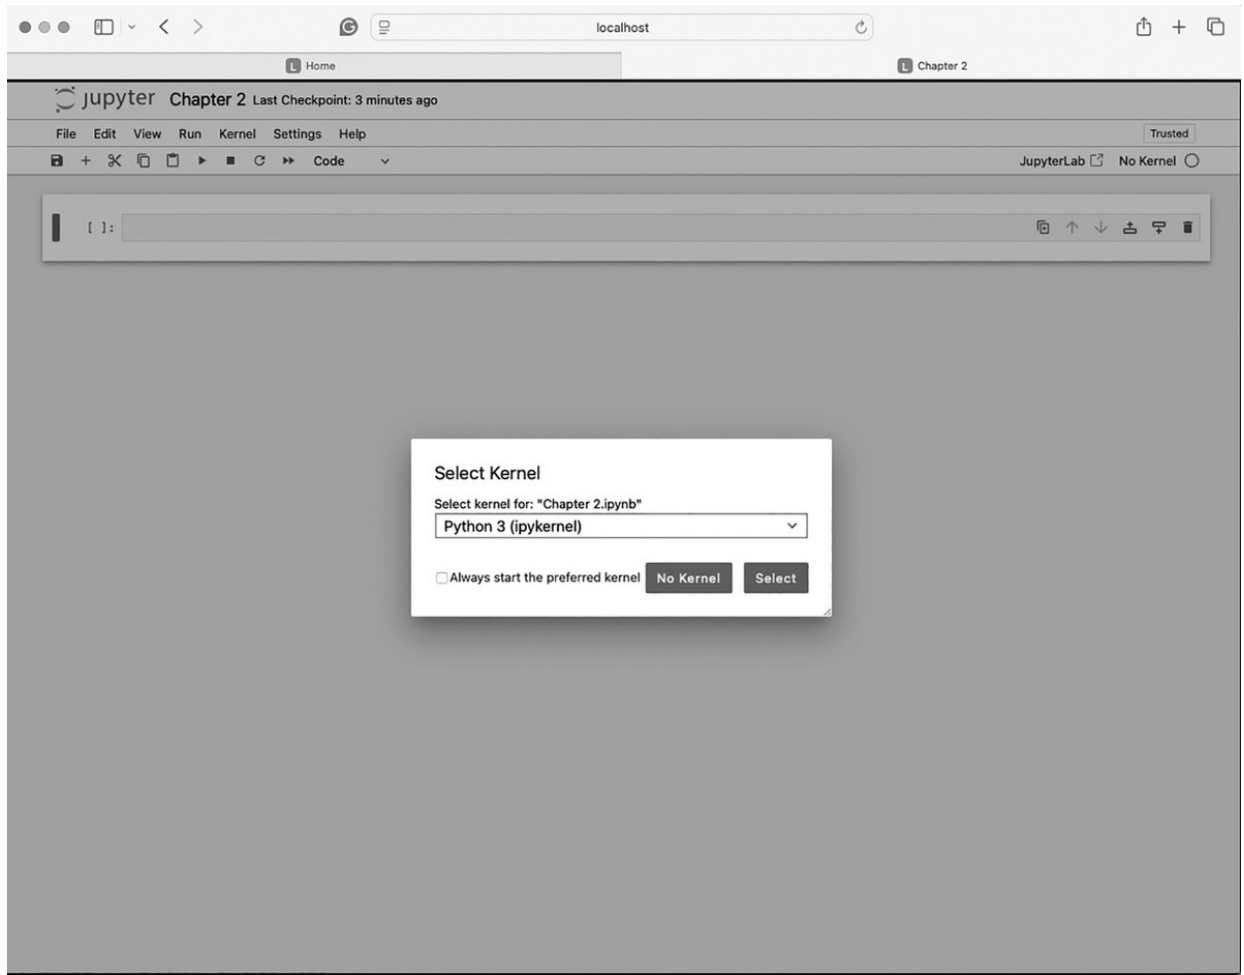 localhost
L Home
L Chapter 2
jupyter Chapter 2 Last Checkpoint: 3 minutes ago
File Edit View Run Kernel Settings Help
Trusted
Code
JupyterLab No Kernel
[ ]:
Select Kernel
Select kernel for: "Chapter 2.ipynb"
Python 3 (ipykernel)
Always start the preferred kernel No Kernel Select